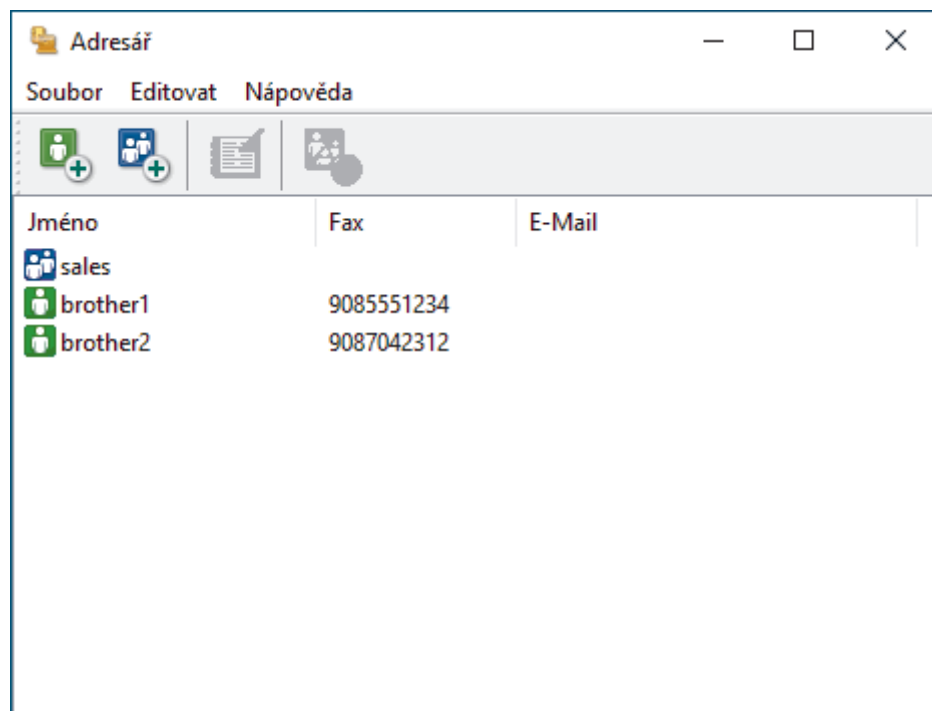 Adresář
Soubor Editovat Nápověda
Jméno Fax E-Mail
sales
brother1 9085551234
brother2 9087042312